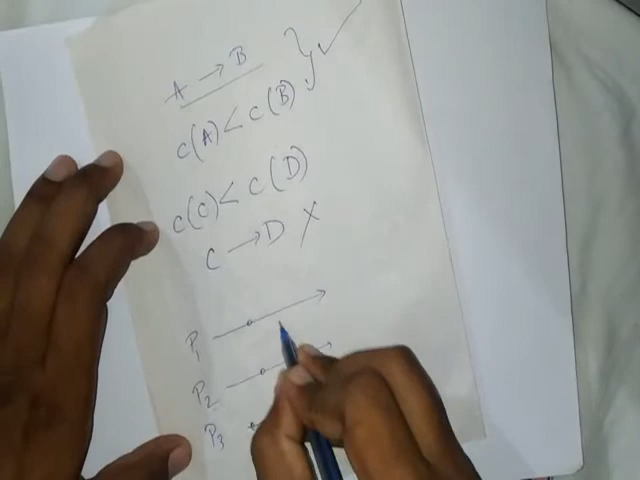 A → B } ✓
C(A) < C(B)
C(C) < C(D)
C → D X
P1
P2
P3